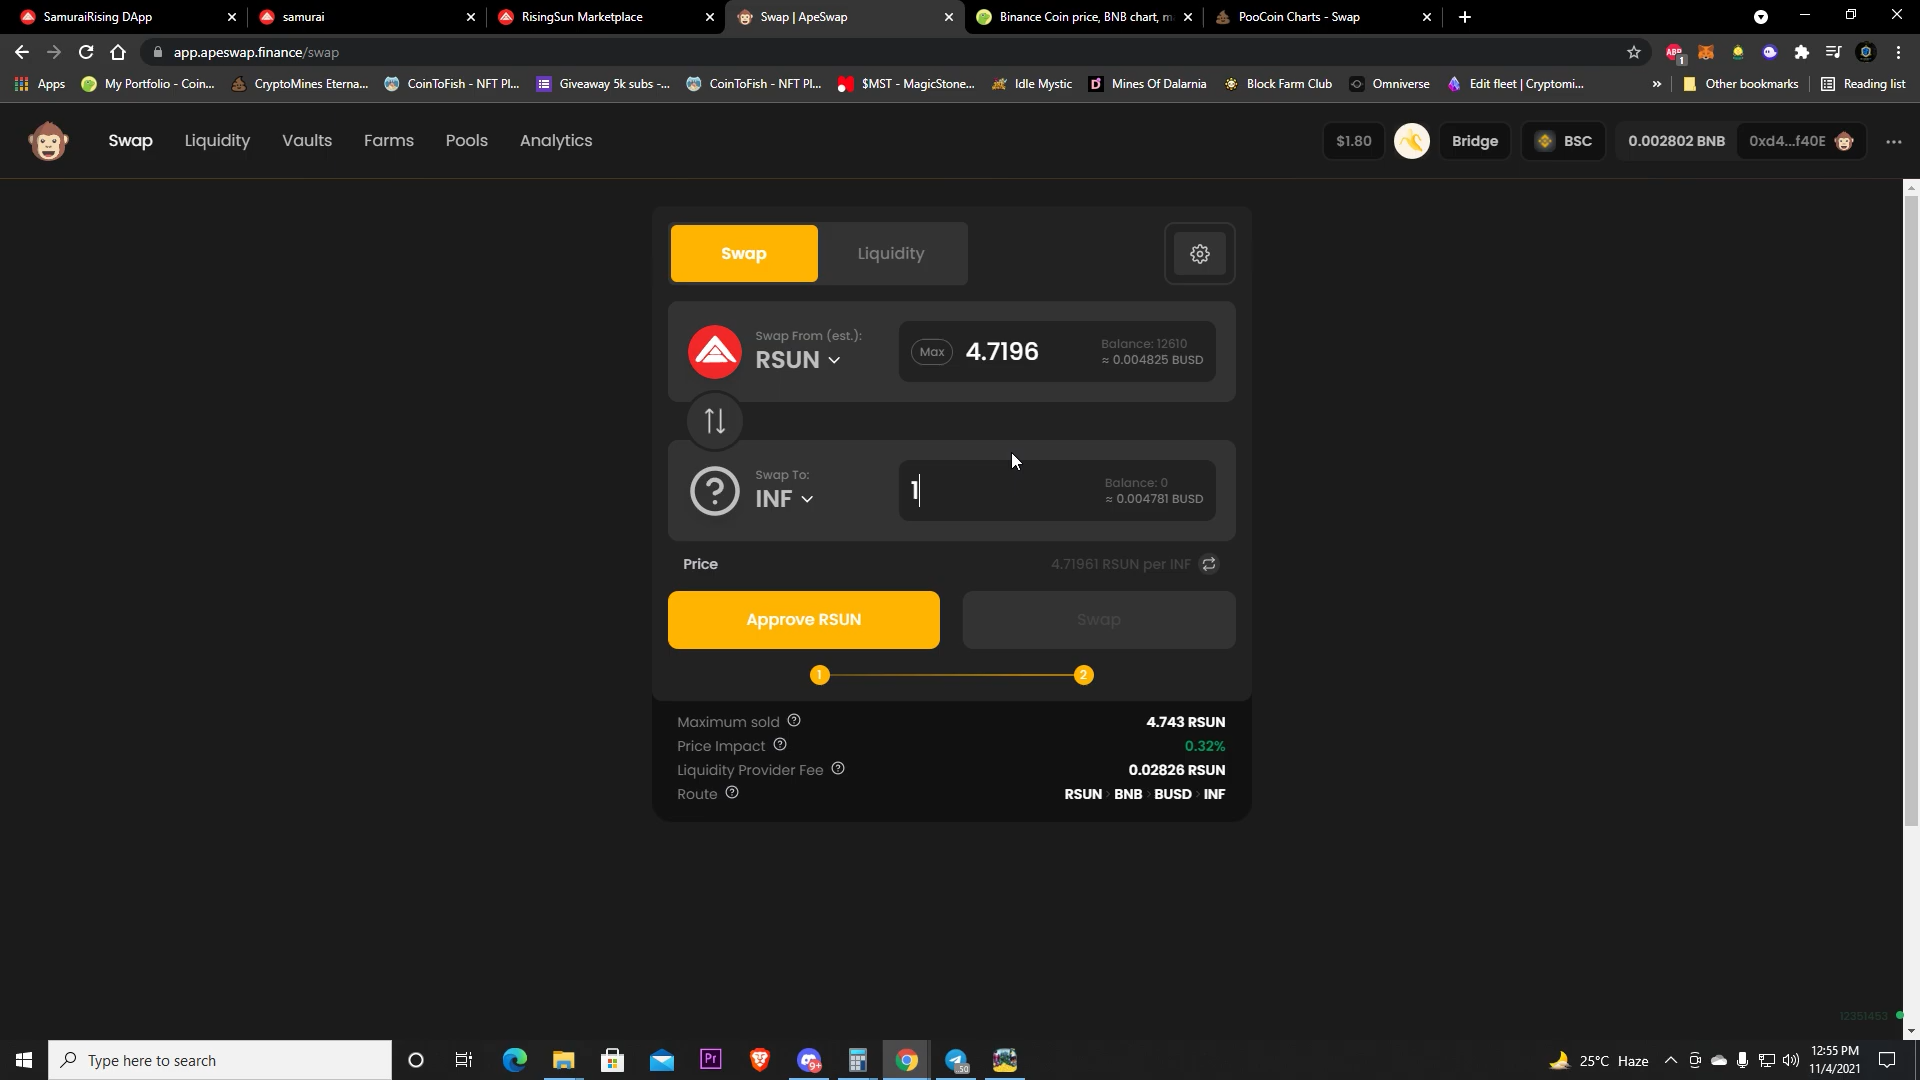 SamuraiRising DApp
samurai
RisingSun Marketplace
Swap | ApeSwap
Binance Coin price, BNB chart, m
PooCoin Charts - Swap
app.apeswap.finance/swap
ABP
1
Apps
My Portfolio - Coin...
CryptoMines Eterna...
CoinToFish - NFT Pl...
Giveaway 5k subs -...
CoinToFish - NFT Pl...
$MST - MagicStone...
Idle Mystic
Mines Of Dalarnia
Block Farm Club
Omniverse
Edit fleet | Cryptomi...
»
Other bookmarks
Reading list
Swap
Liquidity
Vaults
Farms
Pools
Analytics
$1.80
Bridge
BSC
0.002802 BNB
0xd4...f40E
...
Swap
Liquidity
Swap From (est.):
RSUN
Max
4.7196
Balance: 12610
≈ 0.004825 BUSD
Swap To:
INF
1
Balance: 0
≈ 0.004781 BUSD
Price
4.71961 RSUN per INF
Approve RSUN
Swap
1
2
Maximum sold ?
4.743 RSUN
Price Impact ?
0.32%
Liquidity Provider Fee ?
0.02826 RSUN
Route ?
RSUN > BNB > BUSD > INF
12351453
Type here to search
Pr
9+
50
25°C Haze
12:55 PM
11/4/2021